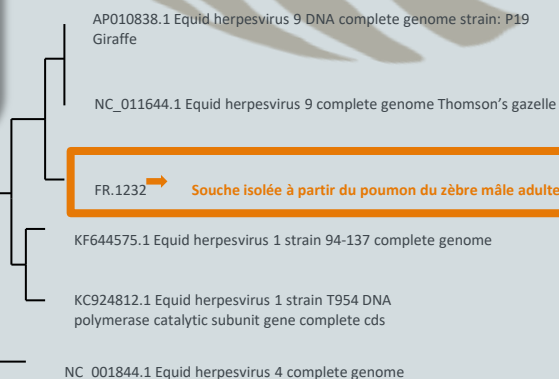 AP010838.1 Equid herpesvirus 9 DNA complete genome strain: P19
Giraffe
NC_011644.1 Equid herpesvirus 9 complete genome Thomson's gazelle
FR.1232 Souche isolée à partir du poumon du zèbre mâle adulte
KF644575.1 Equid herpesvirus 1 strain 94-137 complete genome
KC924812.1 Equid herpesvirus 1 strain T954 DNA
polymerase catalytic subunit gene complete cds
NC_001844.1 Equid herpesvirus 4 complete genome